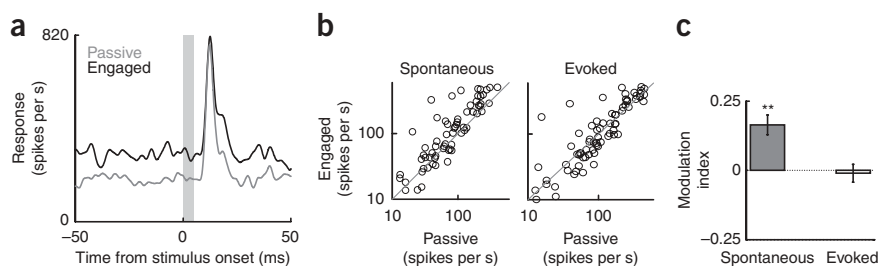 a
820
Passive
Engaged
Response
(spikes per s)
0
−50
0
50
Time from stimulus onset (ms)
b
Spontaneous
Evoked
Engaged
(spikes per s)
100
10
10
100
10
100
Passive
(spikes per s)
Passive
(spikes per s)
c
0.25
**
Modulation
index
0
−0.25
Spontaneous
Evoked